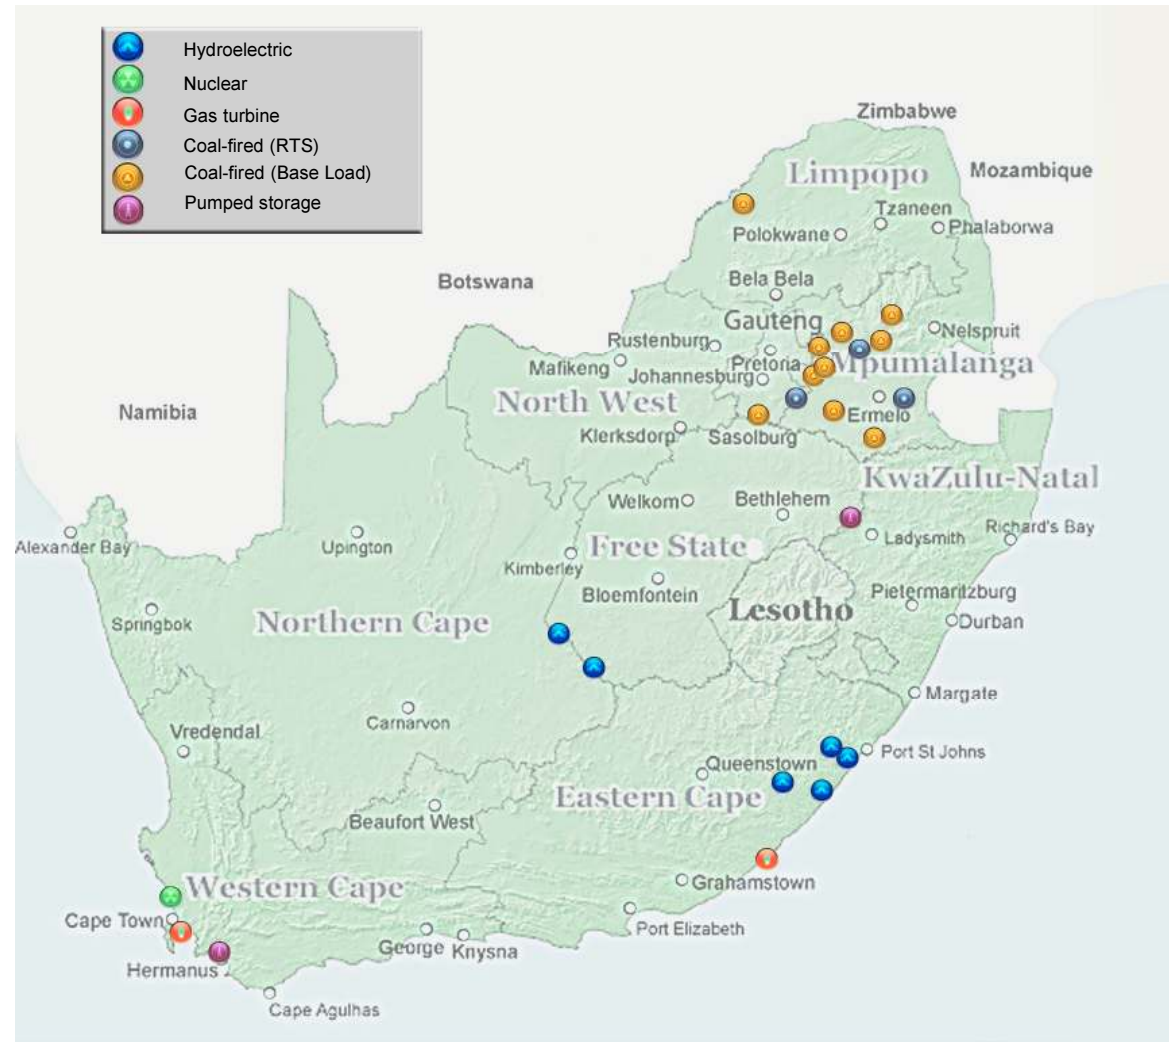 Hydroelectric
Nuclear
Gas turbine
Coal-fired (RTS)
Coal-fired (Base Load)
Pumped storage
Zimbabwe
Limpopo
Mozambique
Tzaneen
Phalaborwa
Polokwane
Botswana
Bela Bela
Gauteng
Nelspruit
Rustenburg
Mafikeng
Pretoria
Mpumalanga
Johannesburg
North West
Namibia
Ermelo
Klerksdorp
Sasolburg
KwaZulu-Natal
Welkom
Bethlehem
Richard's Bay
Alexander Bay
Upington
Ladysmith
Free State
Kimberley
Bloemfontein
Pietermaritzburg
Lesotho
Springbok
Northern Cape
Durban
Margate
Carnarvon
Vredendal
Port St Johns
Queenstown
Eastern Cape
Beaufort West
Western Cape
Grahamstown
Cape Town
Port Elizabeth
George
Knysna
Hermanus
Cape Agulhas